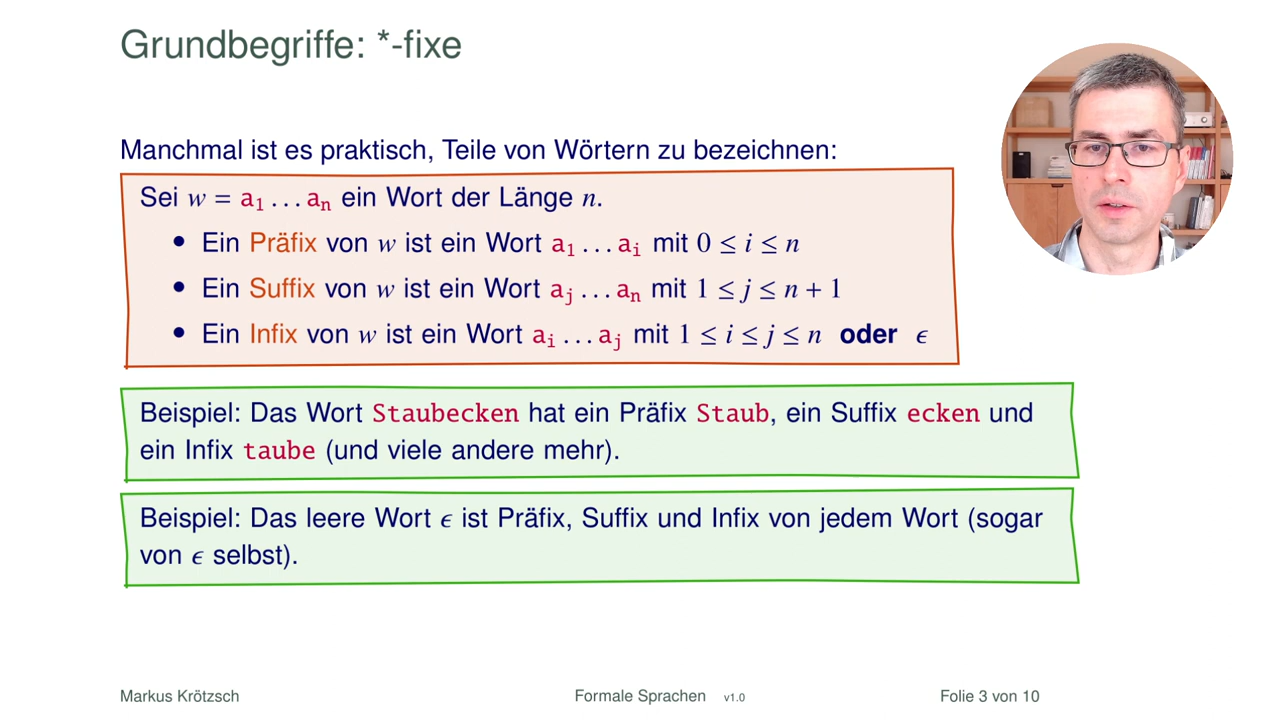 Grundbegriffe: *-fixe
Manchmal ist es praktisch, Teile von Wörtern zu bezeichnen:
Sei w = a₁ … aₙ ein Wort der Länge n.
• Ein Präfix von w ist ein Wort a₁ … aᵢ mit 0 ≤ i ≤ n
• Ein Suffix von w ist ein Wort aⱼ … aₙ mit 1 ≤ j ≤ n + 1
• Ein Infix von w ist ein Wort aᵢ … aⱼ mit 1 ≤ i ≤ j ≤ n oder ϵ
Beispiel: Das Wort Staubecken hat ein Präfix Staub, ein Suffix ecken und
ein Infix taube (und viele andere mehr).
Beispiel: Das leere Wort ϵ ist Präfix, Suffix und Infix von jedem Wort (sogar
von ϵ selbst).
Markus Krötzsch Formale Sprachen v1.0 Folie 3 von 10